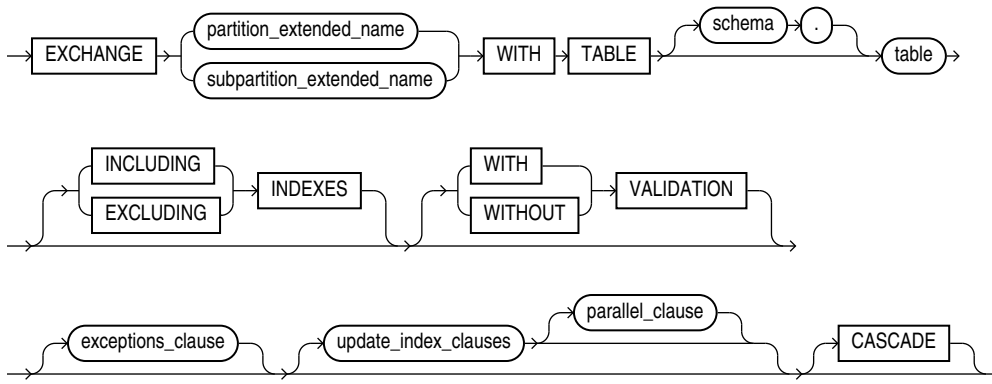 partition_extended_name schema .
EXCHANGE WITH TABLE table
subpartition_extended_name
INCLUDING WITH
INDEXES VALIDATION
EXCLUDING WITHOUT
parallel_clause
exceptions_clause update_index_clauses CASCADE